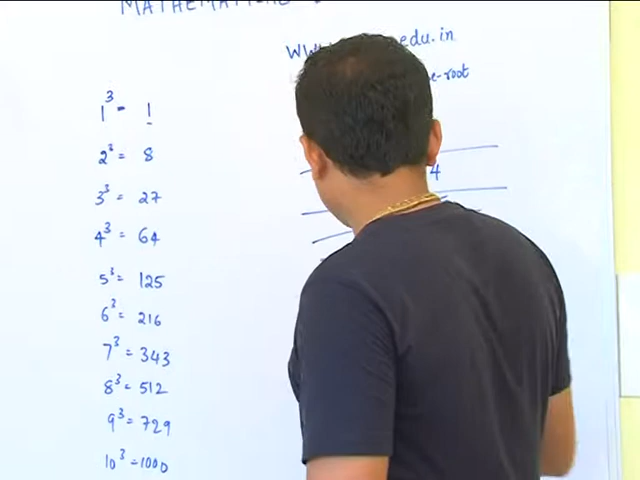 MATHEMATICAL
edu.in
e-root
1³ = 1
4
2³ = 8
3³ = 27
4³ = 64
5³ = 125
6³ = 216
7³ = 343
8³ = 512
9³ = 729
10³ = 1000